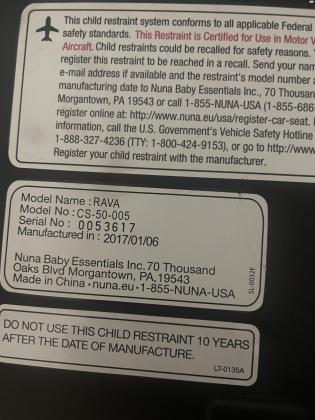 This child restraint system conforms to all applicable Federal
safety standards. This Restraint is Certified for Use in Motor V
Aircraft. Child restraints could be recalled for safety reasons.
register this restraint to be reached in a recall. Send your nam
e-mail address if available and the restraint's model number a
manufacturing date to Nuna Baby Essentials Inc., 70 Thousan
Morgantown, PA 19543 or call 1-855-NUNA-USA (1-855-686-
register online at: http://www.nuna.eu/usa/register-car-seat.
information, call the U.S. Government's Vehicle Safety Hotline
1-888-327-4236 (TTY: 1-800-424-9153), or go to http://www
Register your child restraint with the manufacturer.
Model Name : RAVA
Model No : CS-50-005
Serial No : 0053617
Manufactured in : 2017/01/06
Nuna Baby Essentials Inc. 70 Thousand
Oaks Blvd Morgantown, PA,19543
Made in China • nuna.eu • 1-855-NUNA-USA
SL-0032F
DO NOT USE THIS CHILD RESTRAINT 10 YEARS
AFTER THE DATE OF MANUFACTURE.
LT-0135A